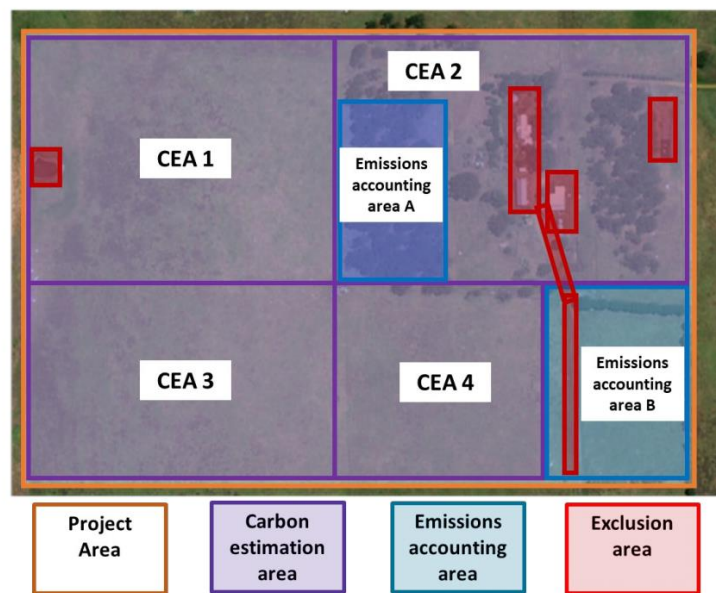 CEA 2
CEA 1
Emissions
accounting
area A
CEA 3
CEA 4
Emissions
accounting
area B
Project
Area
Carbon
estimation
area
Emissions
accounting
area
Exclusion
area